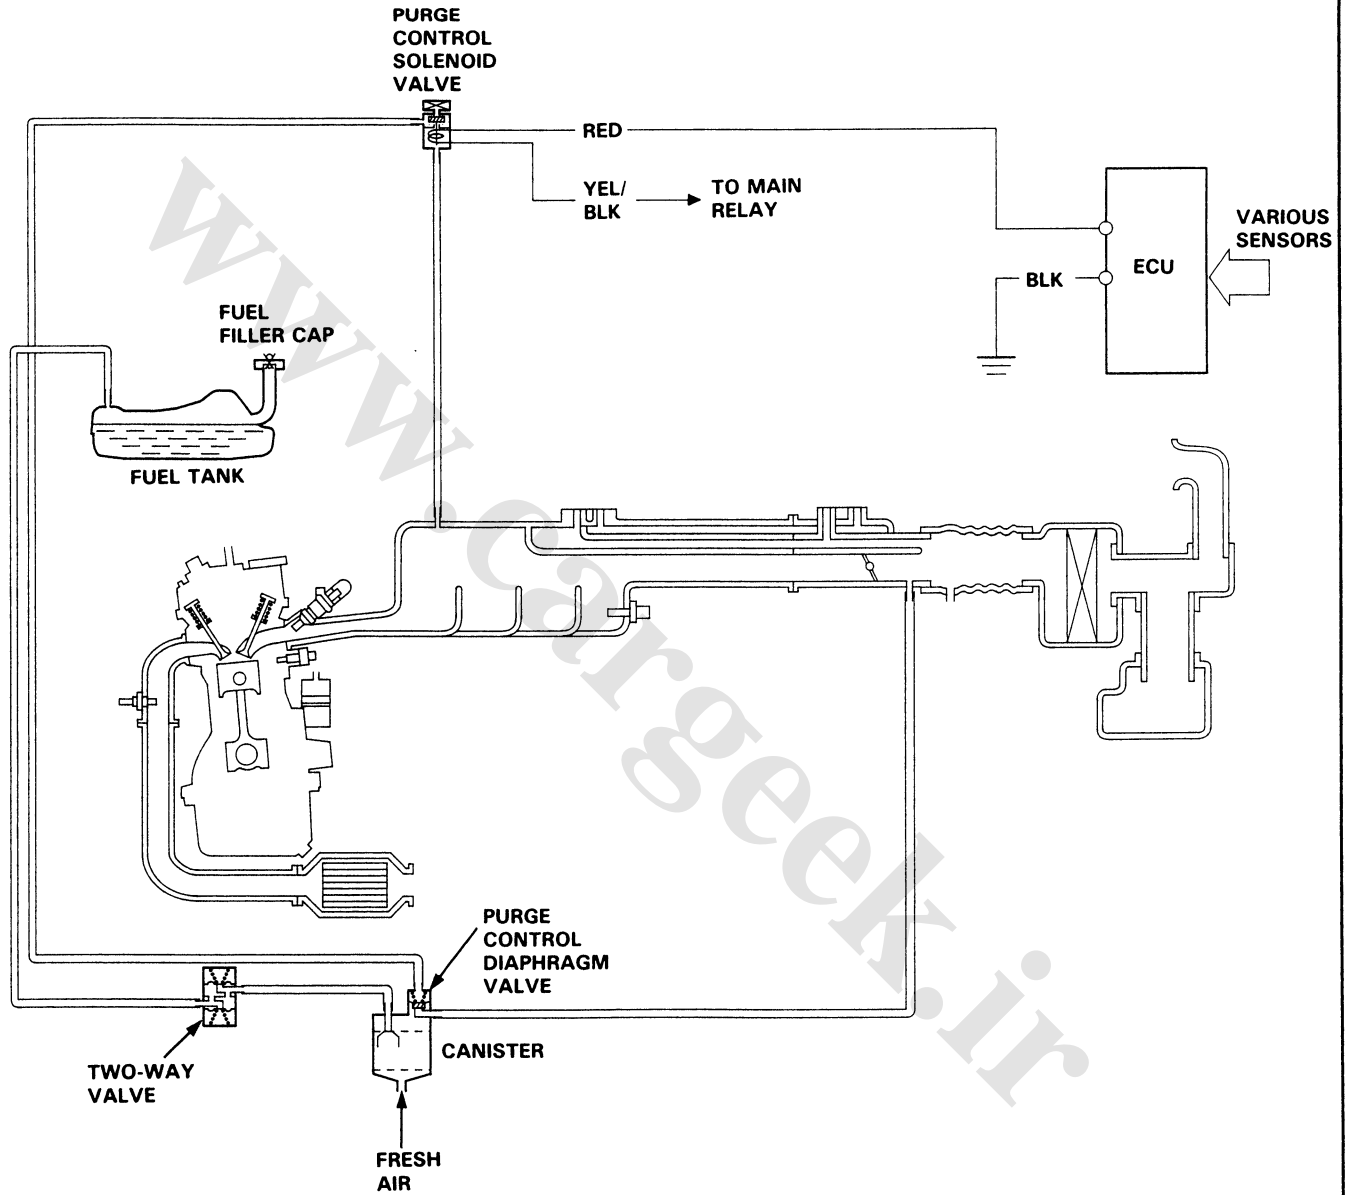 PURGE
CONTROL
SOLENOID
VALVE
RED
YEL/
BLK
TO MAIN
RELAY
VARIOUS
SENSORS
ECU
BLK
FUEL
FILLER CAP
FUEL TANK
PURGE
CONTROL
DIAPHRAGM
VALVE
CANISTER
TWO-WAY
VALVE
FRESH
AIR
www.cargeek.ir